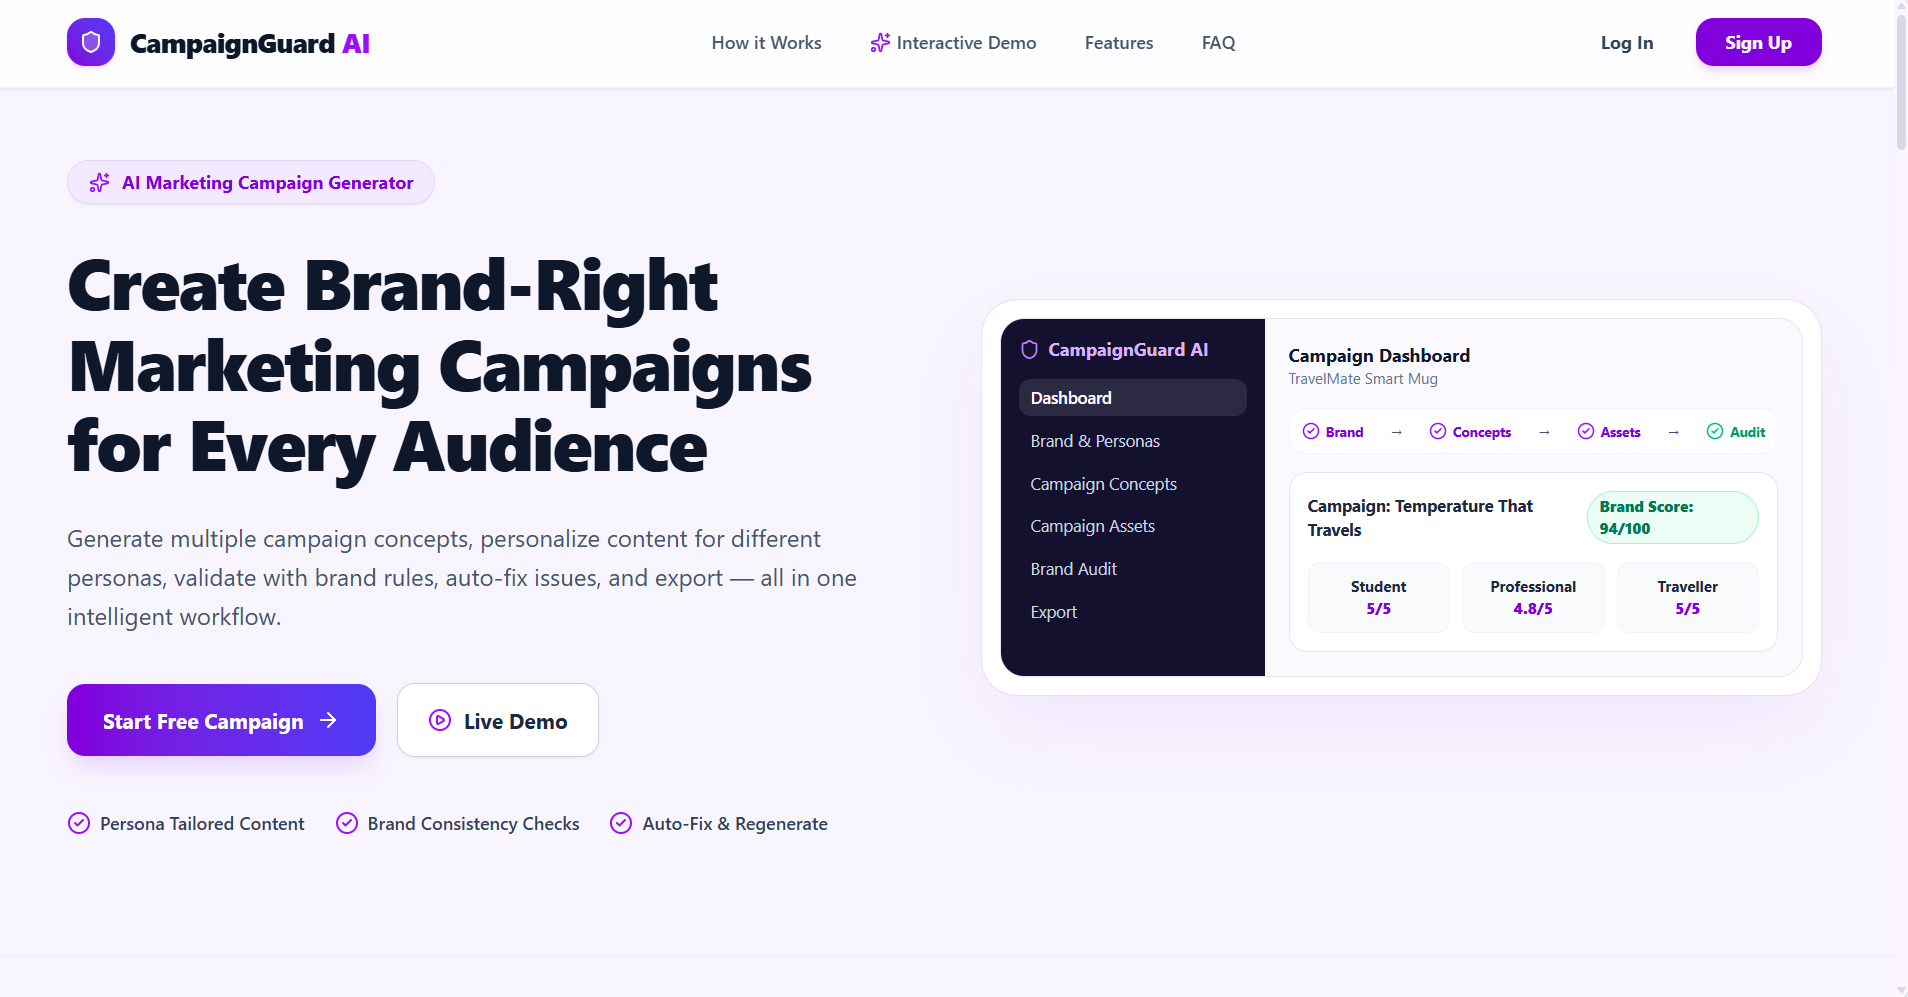 CampaignGuard AI
How it Works
Interactive Demo
Features
FAQ
Log In
Sign Up
AI Marketing Campaign Generator
Create Brand-Right
Marketing Campaigns
for Every Audience
Generate multiple campaign concepts, personalize content for different
personas, validate with brand rules, auto-fix issues, and export — all in one
intelligent workflow.
Start Free Campaign →
Live Demo
Persona Tailored Content
Brand Consistency Checks
Auto-Fix & Regenerate
CampaignGuard AI
Dashboard
Brand & Personas
Campaign Concepts
Campaign Assets
Brand Audit
Export
Campaign Dashboard
TravelMate Smart Mug
Brand → Concepts → Assets → Audit
Campaign: Temperature That
Travels
Brand Score:
94/100
Student
5/5
Professional
4.8/5
Traveller
5/5